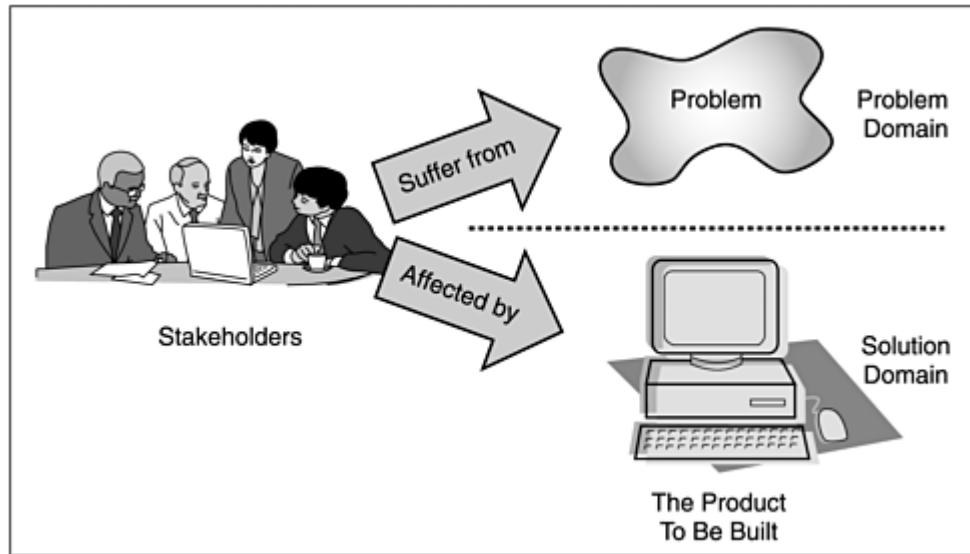 Problem
Problem
Domain
Suffer from
Affected by
Stakeholders
Solution
Domain
The Product
To Be Built